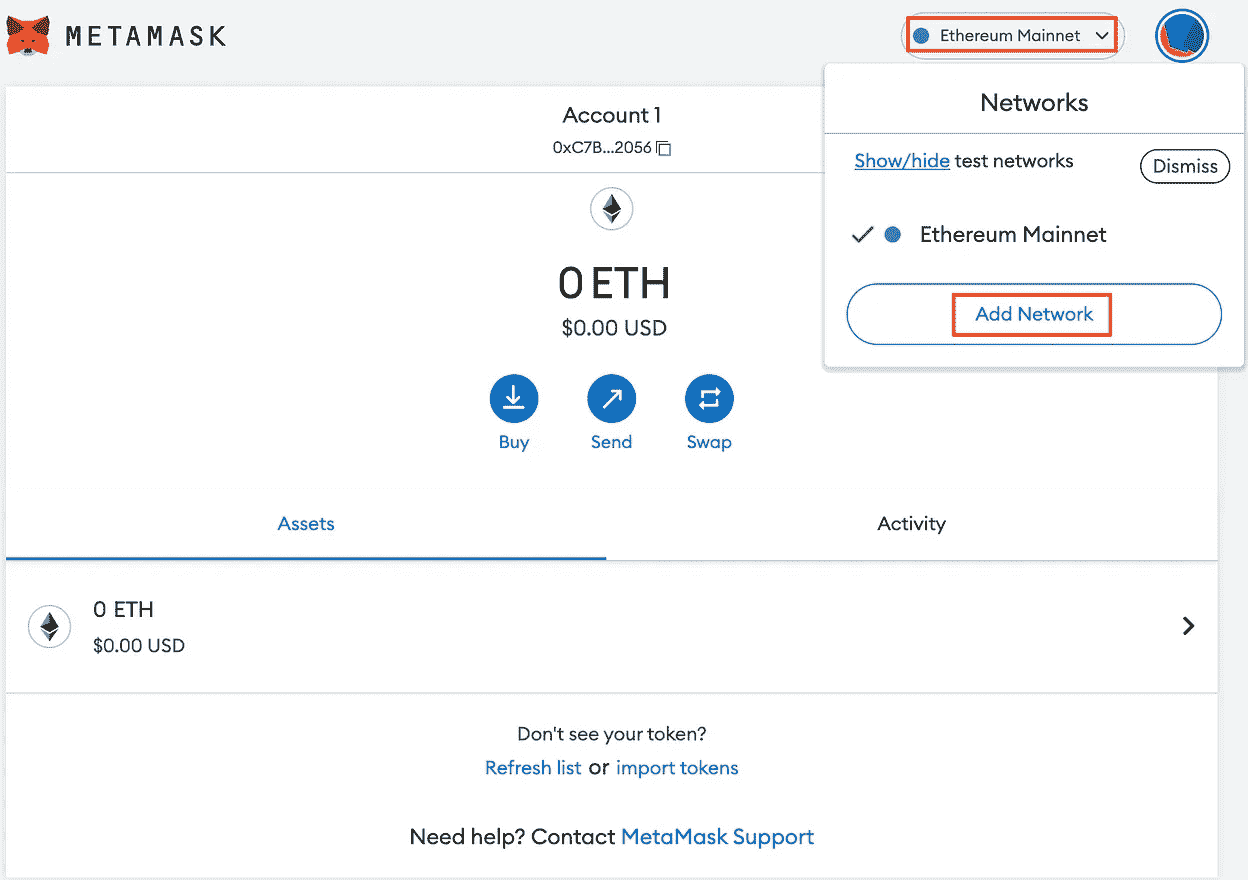 METAMASK
Ethereum Mainnet
Networks
Show/hide test networks
Dismiss
Ethereum Mainnet
Add Network
Account 1
0xC7B...2056
0 ETH
$0.00 USD
Buy
Send
Swap
Assets
Activity
0 ETH
$0.00 USD
Don't see your token?
Refresh list or import tokens
Need help? Contact MetaMask Support